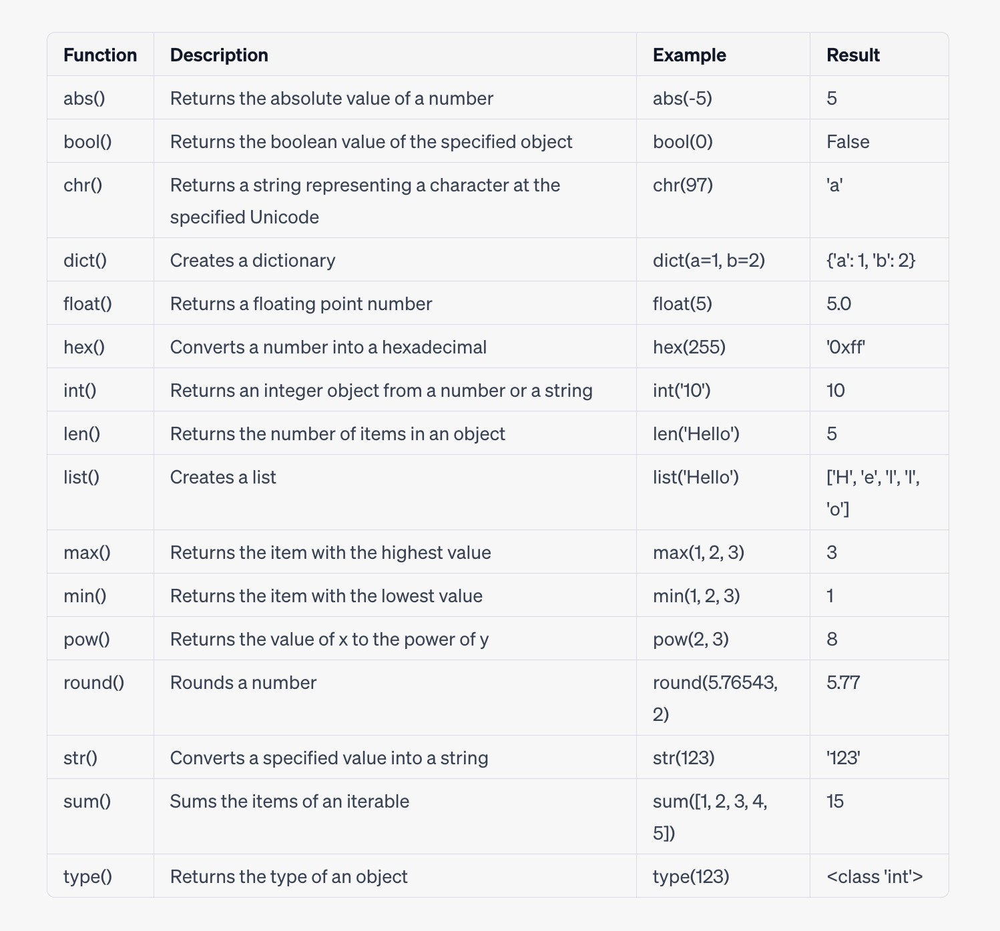 Function Description Example Result
abs() Returns the absolute value of a number abs(-5) 5
bool() Returns the boolean value of the specified object bool(0) False
chr() Returns a string representing a character at the chr(97) 'a'
specified Unicode
dict() Creates a dictionary dict(a=1, b=2) {'a': 1, 'b': 2}
float() Returns a floating point number float(5) 5.0
hex() Converts a number into a hexadecimal hex(255) '0xff'
int() Returns an integer object from a number or a string int('10') 10
len() Returns the number of items in an object len('Hello') 5
list() Creates a list list('Hello') ['H', 'e', 'l', 'l',
'o']
max() Returns the item with the highest value max(1, 2, 3) 3
min() Returns the item with the lowest value min(1, 2, 3) 1
pow() Returns the value of x to the power of y pow(2, 3) 8
round() Rounds a number round(5.76543, 5.77
2)
str() Converts a specified value into a string str(123) '123'
sum() Sums the items of an iterable sum([1, 2, 3, 4, 15
5])
type() Returns the type of an object type(123) <class 'int'>